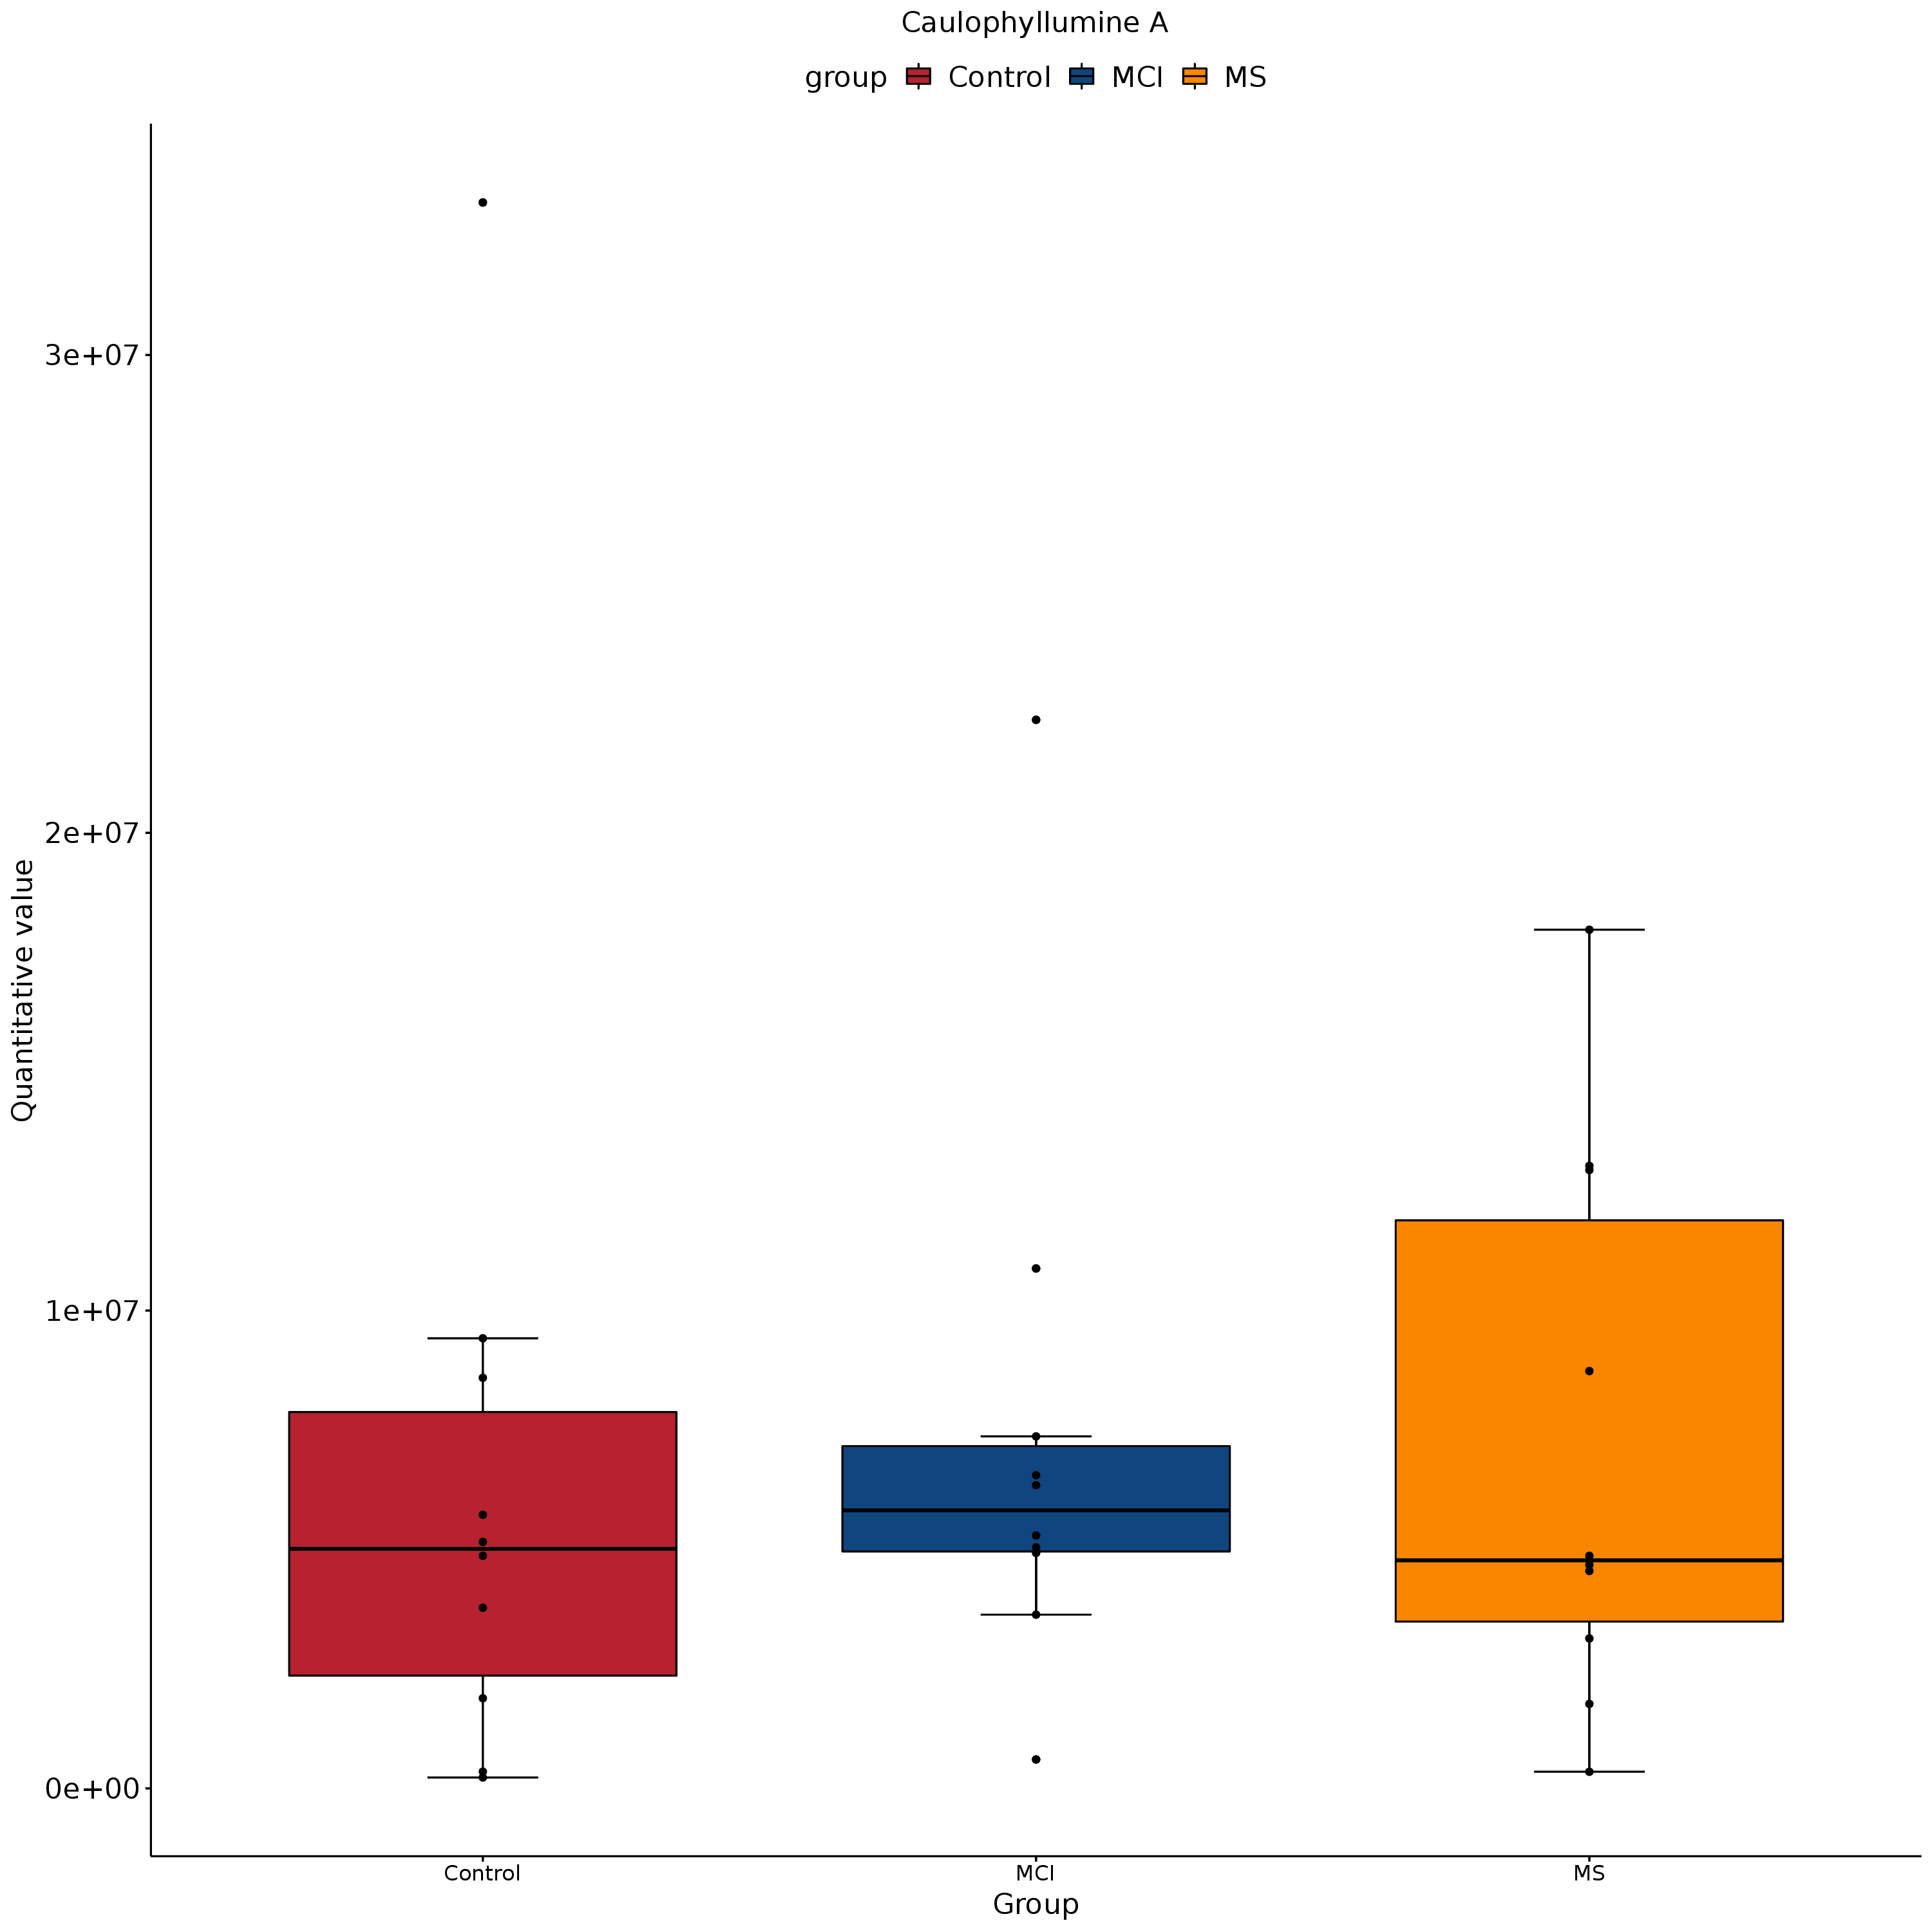 Caulophyllumine A
group Control MCI MS
Quantitative value
3e+07
2e+07
1e+07
0e+00
Control MCI MS
Group